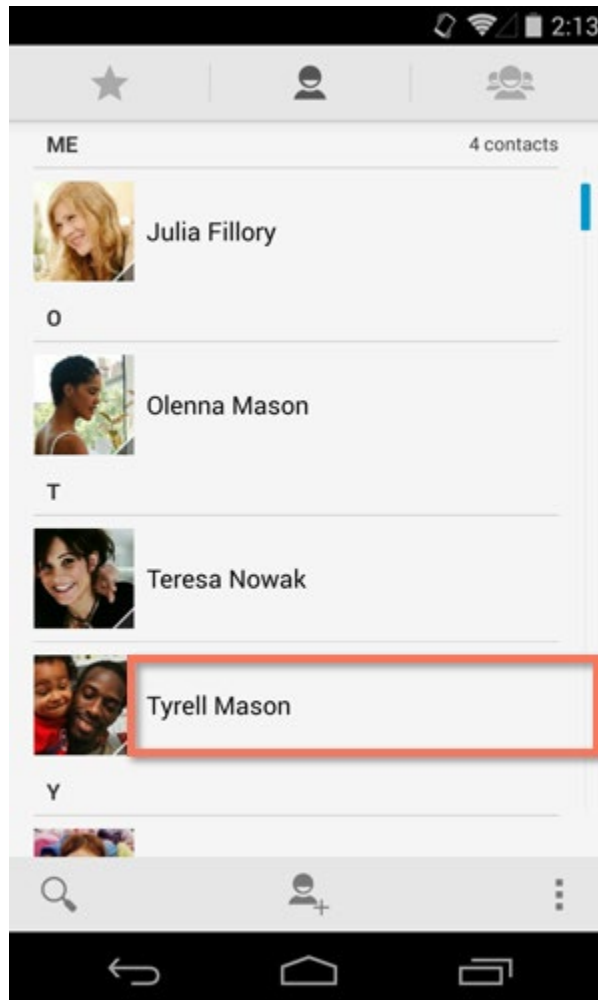 2:13
ME 4 contacts
Julia Fillory
O
Olenna Mason
T
Teresa Nowak
Tyrell Mason
Y